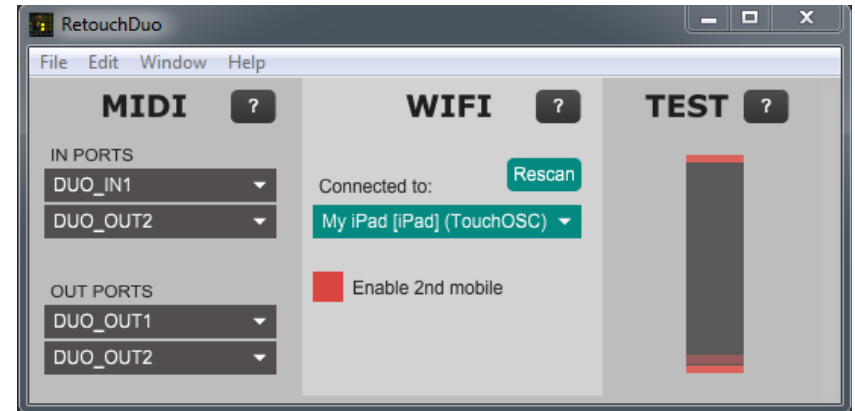 RetouchDuo
File Edit Window Help
MIDI ?
IN PORTS
DUO_IN1
DUO_OUT2
OUT PORTS
DUO_OUT1
DUO_OUT2
WIFI ?
Rescan
Connected to:
My iPad [iPad] (TouchOSC)
Enable 2nd mobile
TEST ?